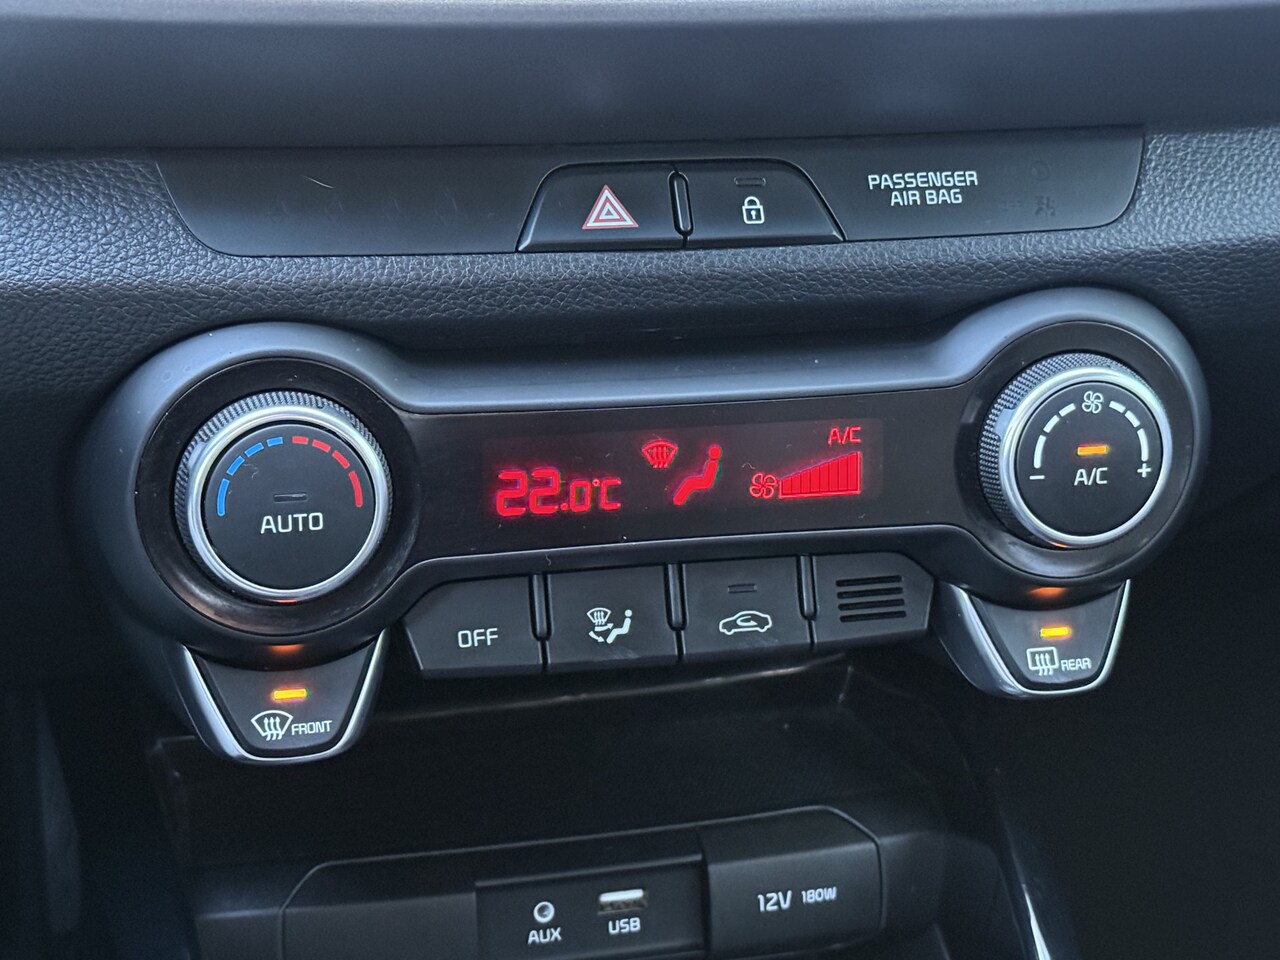 PASSENGER
AIR BAG
A/C
22.0°C
AUTO
- +
A/C
OFF
REAR
FRONT
12V 180W
AUX
USB